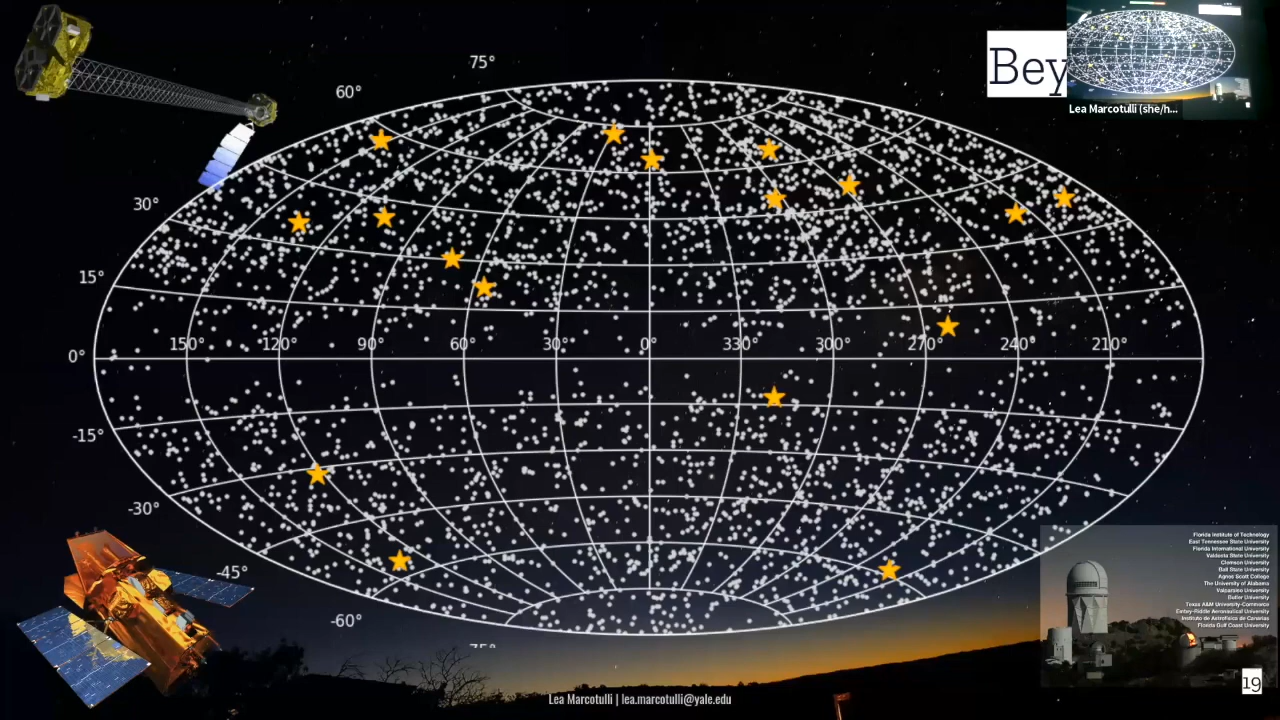 Bey
Lea Marcotulli (she/h...
75°
60°
30°
15°
150° 120° 90° 60° 30° 0° 330° 300° 270° 240° 210°
0°
-15°
-30°
-45°
-60°
Florida Institute of Technology
East Tennessee State University
Florida International University
Valdosta State University
Clemson University
Ball State University
Agnes Scott College
The University of Alabama
Valparaiso University
Butler University
Texas A&M University-Commerce
Embry-Riddle Aeronautical University
Instituto de Astrofisica de Canarias
Florida Gulf Coast University
19
Lea Marcotulli | lea.marcotulli@yale.edu